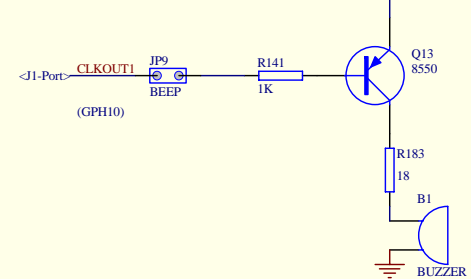 Q13
8550
JP9
R141
<J1-Port>
CLKOUT1
BEEP
1K
(GPH10)
R183
18
B1
BUZZER